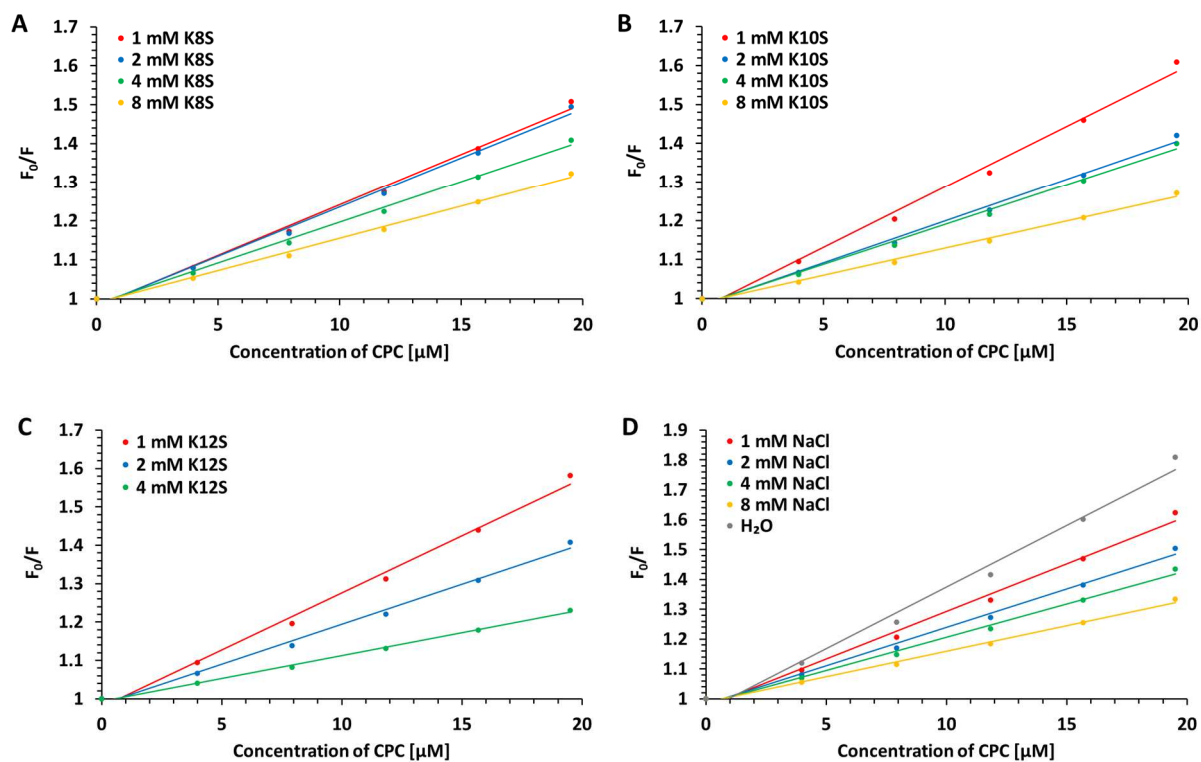 A
1 mM K8S
2 mM K8S
4 mM K8S
8 mM K8S
1.7
1.6
1.5
1.4
1.3
1.2
1.1
1
F₀/F
0 5 10 15 20
Concentration of CPC [µM]
B
1 mM K10S
2 mM K10S
4 mM K10S
8 mM K10S
1.7
1.6
1.5
1.4
1.3
1.2
1.1
1
F₀/F
0 5 10 15 20
Concentration of CPC [µM]
C
1 mM K12S
2 mM K12S
4 mM K12S
1.7
1.6
1.5
1.4
1.3
1.2
1.1
1
F₀/F
0 5 10 15 20
Concentration of CPC [µM]
D
1 mM NaCl
2 mM NaCl
4 mM NaCl
8 mM NaCl
H₂O
1.9
1.8
1.7
1.6
1.5
1.4
1.3
1.2
1.1
1
F₀/F
0 5 10 15 20
Concentration of CPC [µM]